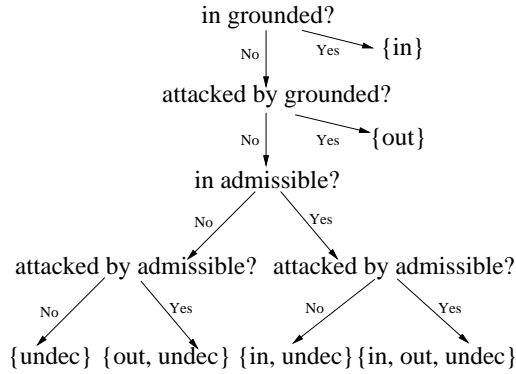 in grounded?
No Yes {in}
attacked by grounded?
No Yes {out}
in admissible?
No Yes
attacked by admissible? attacked by admissible?
No Yes No Yes
{undec} {out, undec} {in, undec} {in, out, undec}